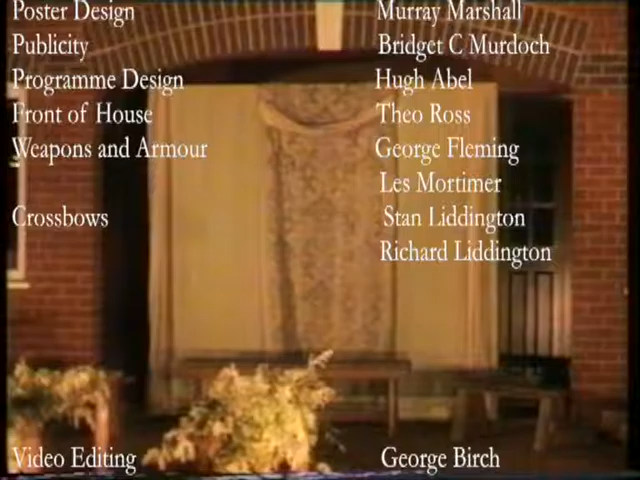 Poster Design Murray Marshall
Publicity Bridget C Murdoch
Programme Design Hugh Abel
Front of House Theo Ross
Weapons and Armour George Fleming
Les Mortimer
Crossbows Stan Liddington
Richard Liddington
Video Editing George Birch